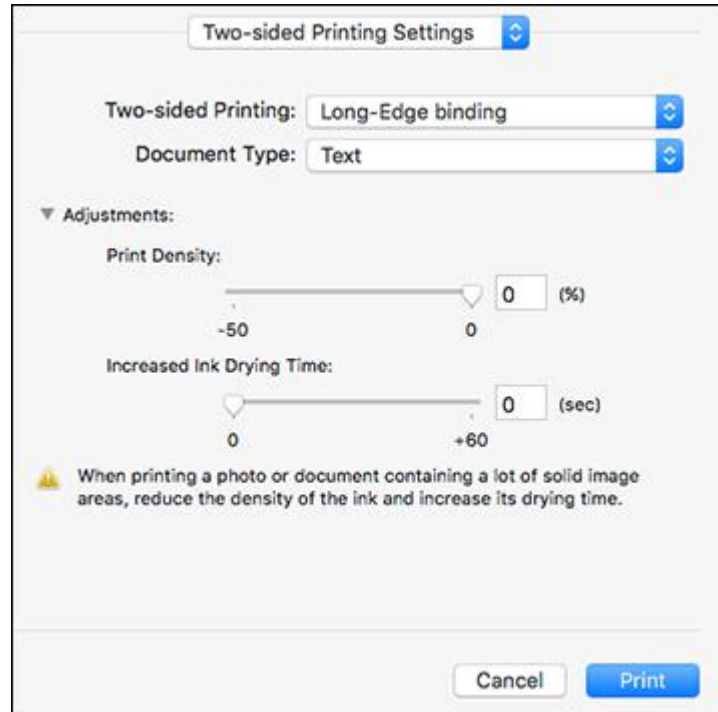 Two-sided Printing Settings
Two-sided Printing: Long-Edge binding
Document Type: Text
Adjustments:
Print Density:
0 (%)
-50 0
Increased Ink Drying Time:
0 (sec)
0 +60
When printing a photo or document containing a lot of solid image
areas, reduce the density of the ink and increase its drying time.
Cancel Print